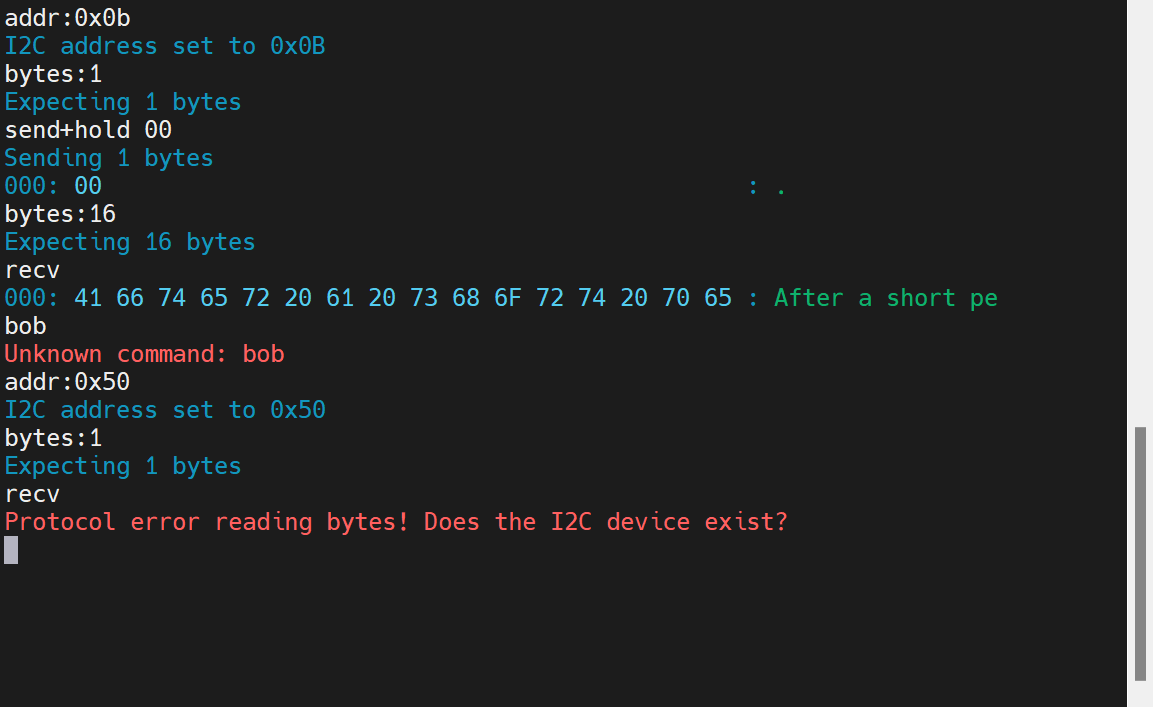 addr:0x0b
I2C address set to 0x0B
bytes:1
Expecting 1 bytes
send+hold 00
Sending 1 bytes
000: 00 : .
bytes:16
Expecting 16 bytes
recv
000: 41 66 74 65 72 20 61 20 73 68 6F 72 74 20 70 65 : After a short pe
bob
Unknown command: bob
addr:0x50
I2C address set to 0x50
bytes:1
Expecting 1 bytes
recv
Protocol error reading bytes! Does the I2C device exist?